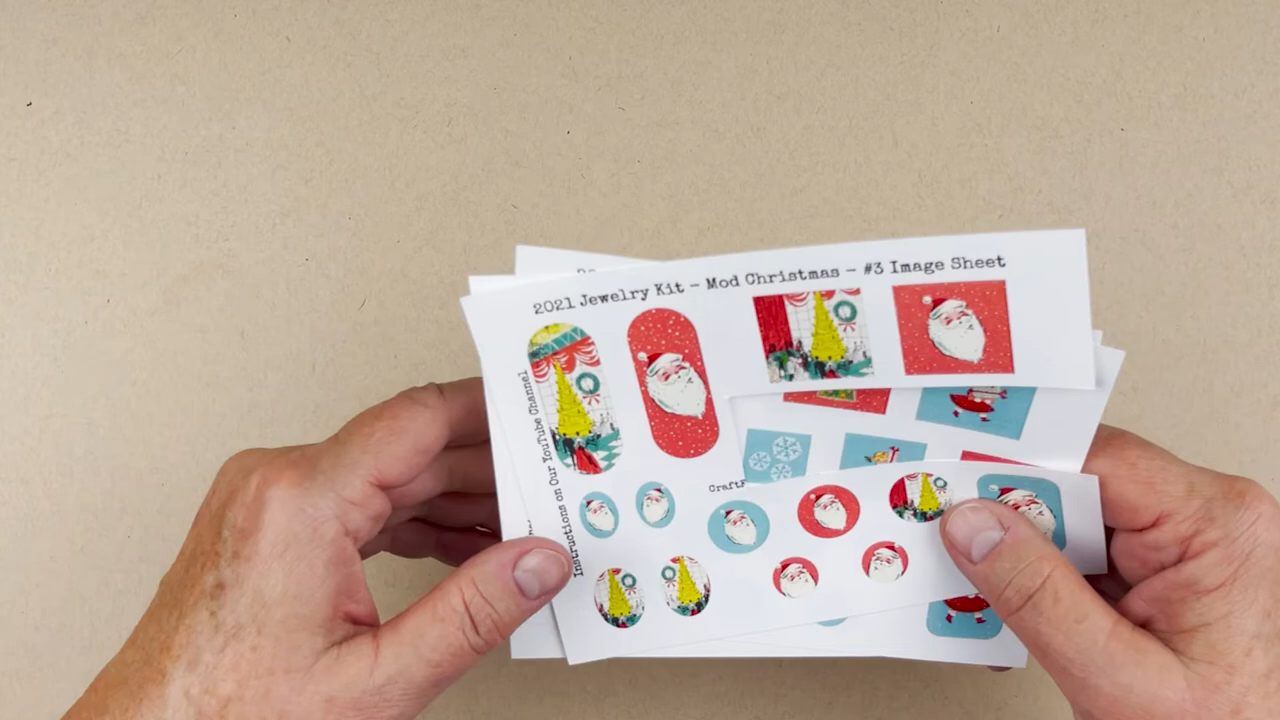 2021 Jewelry Kit - Mod Christmas - #3 Image Sheet
Instructions on Our YouTube Channel